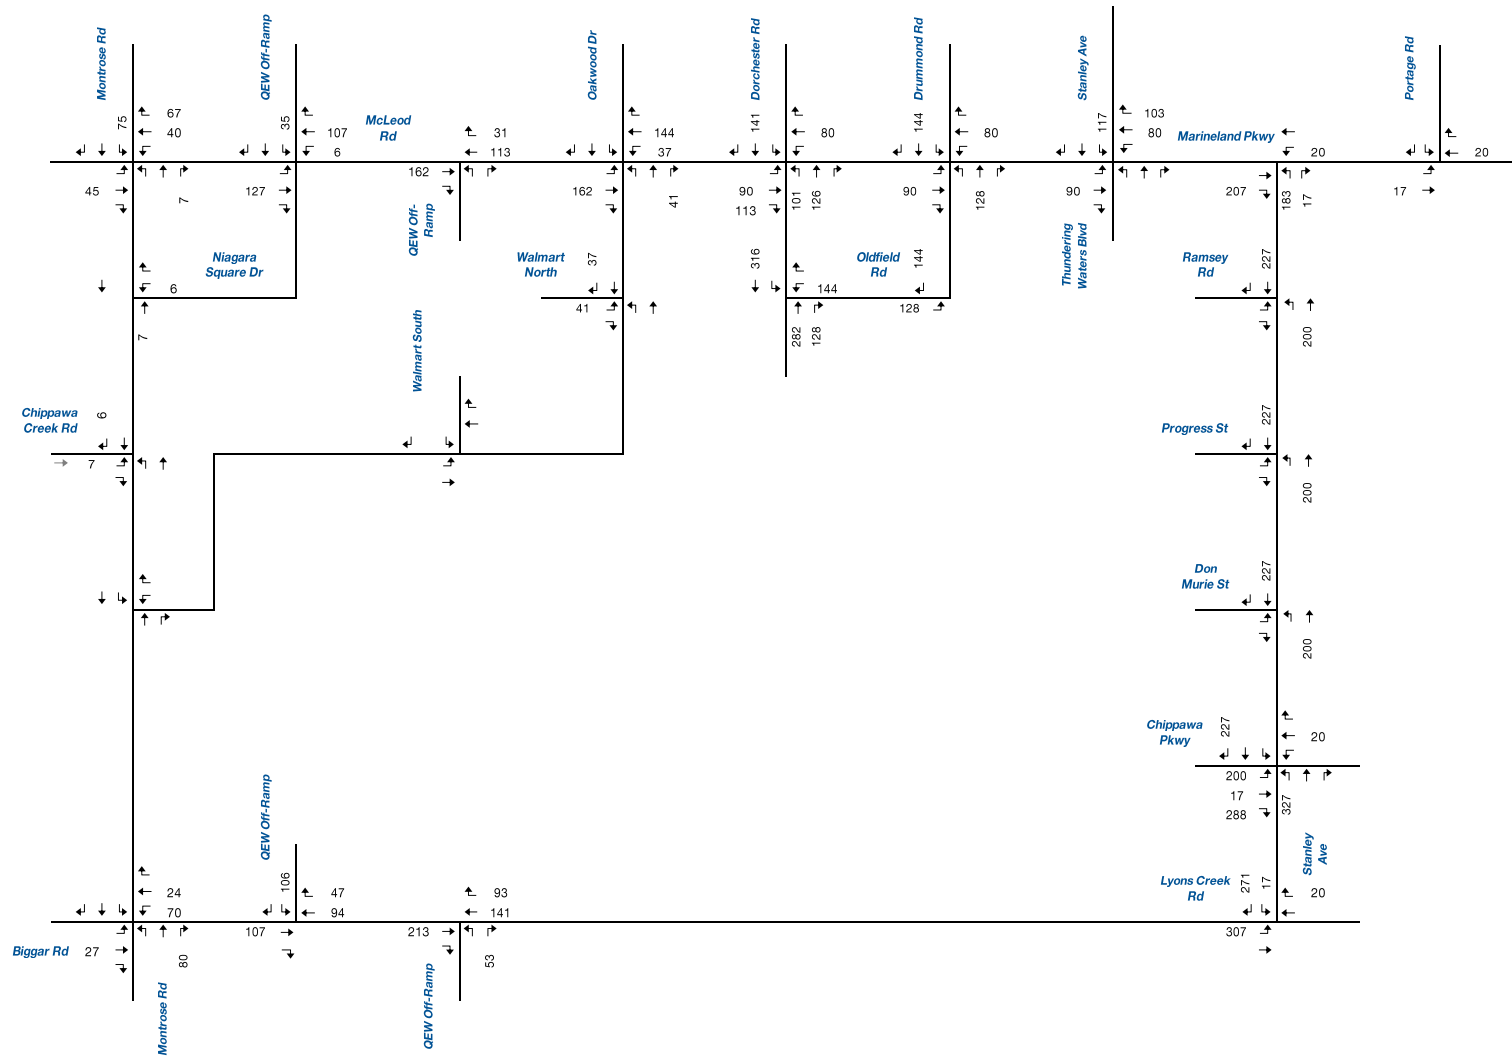 Montrose Rd
QEW Off-Ramp
Oakwood Dr
Dorchester Rd
Drummond Rd
Stanley Ave
Portage Rd
75
67
40
35
107
6
McLeod
Rd
31
113
144
37
141
80
144
80
117
103
80
Marineland Pkwy
20
20
45
7
127
162
QEW Off-
Ramp
162
41
90
113
101
126
90
128
90
Thundering
Waters Blvd
207
183
17
17
Niagara
Square Dr
6
7
Walmart
North
37
41
316
144
282
128
Oldfield
Rd
144
128
Ramsey
Rd
227
200
Walmart South
Chippawa
Creek Rd
6
7
Progress St
227
200
Don
Murie St
227
200
Chippawa
Pkwy
227
20
200
17
288
327
Stanley
Ave
QEW Off-Ramp
106
24
70
47
94
93
141
Lyons Creek
Rd
271
17
20
Biggar Rd
27
80
107
213
53
307
Montrose Rd
QEW Off-Ramp